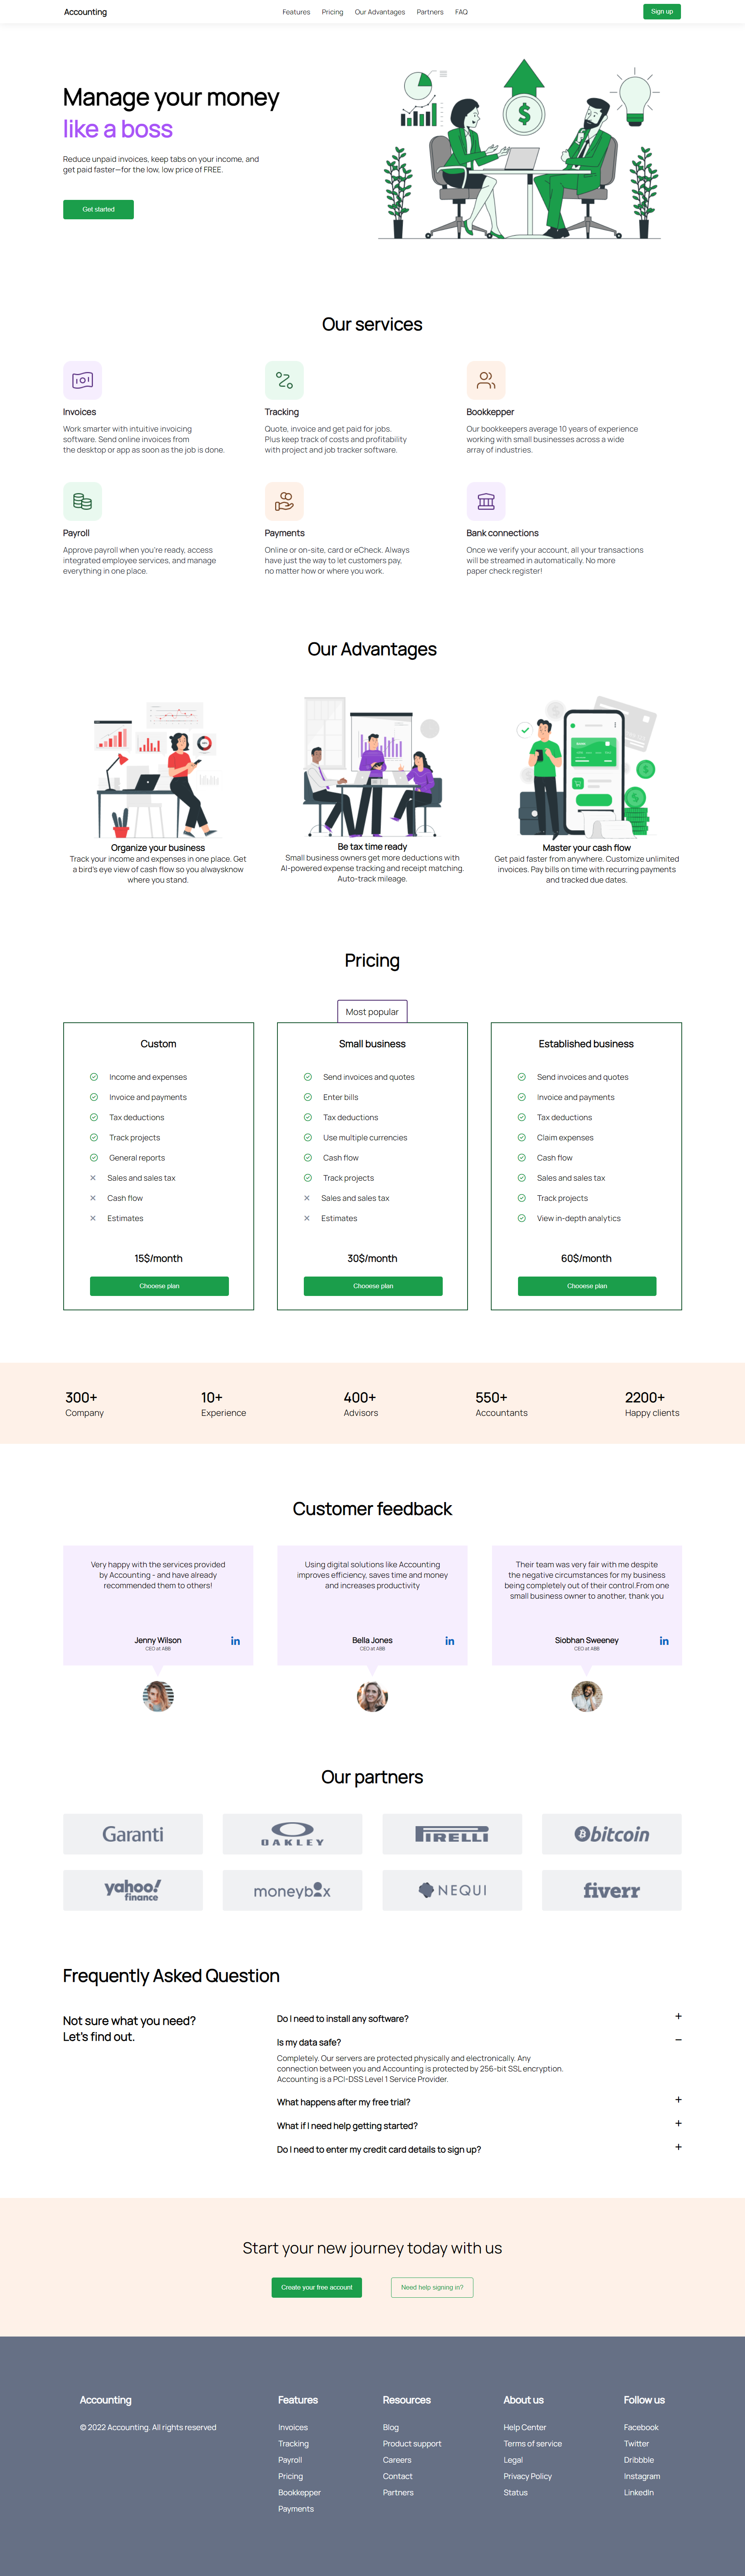 Accounting
Features
Pricing
Our Advantages
Partners
FAQ
Sign up
Manage your money
like a boss
Reduce unpaid invoices, keep tabs on your income, and
get paid faster—for the low, low price of FREE.
Get started
Our services
Invoices
Work smarter with intuitive invoicing
software. Send online invoices from
the desktop or app as soon as the job is done.
Tracking
Quote, invoice and get paid for jobs.
Plus keep track of costs and profitability
with project and job tracker software.
Bookkepper
Our bookkeepers average 10 years of experience
working with small businesses across a wide
array of industries.
Payroll
Approve payroll when you're ready, access
integrated employee services, and manage
everything in one place.
Payments
Online or on-site, card or eCheck. Always
have just the way to let customers pay,
no matter how or where you work.
Bank connections
Once we verify your account, all your transactions
will be streamed in automatically. No more
paper check register!
Our Advantages
Organize your business
Track your income and expenses in one place. Get
a bird's eye view of cash flow so you alwaysknow
where you stand.
Be tax time ready
Small business owners get more deductions with
AI-powered expense tracking and receipt matching.
Auto-track mileage.
Master your cash flow
Get paid faster from anywhere. Customize unlimited
invoices. Pay bills on time with recurring payments
and tracked due dates.
Pricing
Most popular
Custom
Income and expenses
Invoice and payments
Tax deductions
Track projects
General reports
Sales and sales tax
Cash flow
Estimates
15$/month
Chooese plan
Small business
Send invoices and quotes
Enter bills
Tax deductions
Use multiple currencies
Cash flow
Track projects
Sales and sales tax
Estimates
30$/month
Chooese plan
Established business
Send invoices and quotes
Invoice and payments
Tax deductions
Claim expenses
Cash flow
Sales and sales tax
Track projects
View in-depth analytics
60$/month
Chooese plan
300+
Company
10+
Experience
400+
Advisors
550+
Accountants
2200+
Happy clients
Customer feedback
Very happy with the services provided
by Accounting - and have already
recommended them to others!
Jenny Wilson
CEO at ABB
in
Using digital solutions like Accounting
improves efficiency, saves time and money
and increases productivity
Bella Jones
CEO at ABB
in
Their team was very fair with me despite
the negative circumstances for my business
being completely out of their control.From one
small business owner to another, thank you
Siobhan Sweeney
CEO at ABB
in
Our partners
Garanti
OAKLEY
PIRELLI
bitcoin
yahoo!
finance
moneybox
NEQUI
fiverr
Frequently Asked Question
Not sure what you need?
Let's find out.
Do I need to install any software?
Is my data safe?
Completely. Our servers are protected physically and electronically. Any
connection between you and Accounting is protected by 256-bit SSL encryption.
Accounting is a PCI-DSS Level 1 Service Provider.
What happens after my free trial?
What if I need help getting started?
Do I need to enter my credit card details to sign up?
Start your new journey today with us
Create your free account
Need help signing in?
Accounting
© 2022 Accounting. All rights reserved
Features
Invoices
Tracking
Payroll
Pricing
Bookkepper
Payments
Resources
Blog
Product support
Careers
Contact
Partners
About us
Help Center
Terms of service
Legal
Privacy Policy
Status
Follow us
Facebook
Twitter
Dribbble
Instagram
LinkedIn